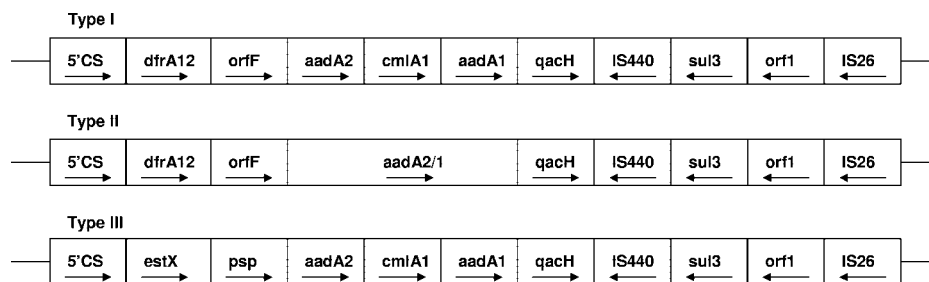 Type I
5'CS dfrA12 orfF aadA2 cmlA1 aadA1 qacH IS440 sul3 orf1 IS26
Type II
5'CS dfrA12 orfF aadA2/1 qacH IS440 sul3 orf1 IS26
Type III
5'CS estX psp aadA2 cmlA1 aadA1 qacH IS440 sul3 orf1 IS26